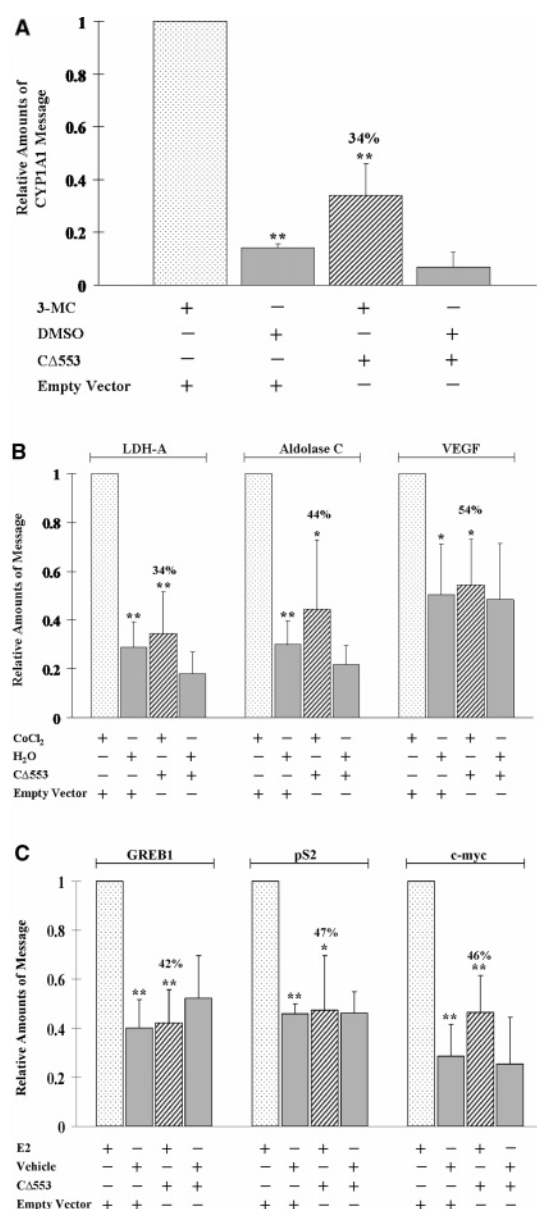 A
Relative Amounts of
CYP1A1 Message
1
0.8
0.6
0.4
0.2
0
**
34%
**
3-MC + – + –
DMSO – + – +
CΔ553 – – + +
Empty Vector + + – –
B
LDH-A Aldolase C VEGF
Relative Amounts of Message
1
0.8
0.6
0.4
0.2
0
34% 44% 54%
** ** ** * * *
CoCl2 + – + – + – + – + – + –
H2O – + – + – + – + – + – +
CΔ553 – – + + – – + + – – + +
Empty Vector + + – – + + – – + + – –
C
GREB1 pS2 c-myc
Relative Amounts of Message
1
0.8
0.6
0.4
0.2
0
42% 47% 46%
** ** ** * ** **
E2 + – + – + – + – + – + –
Vehicle – + – + – + – + – + – +
CΔ553 – – + + – – + + – – + +
Empty Vector + + – – + + – – + + – –